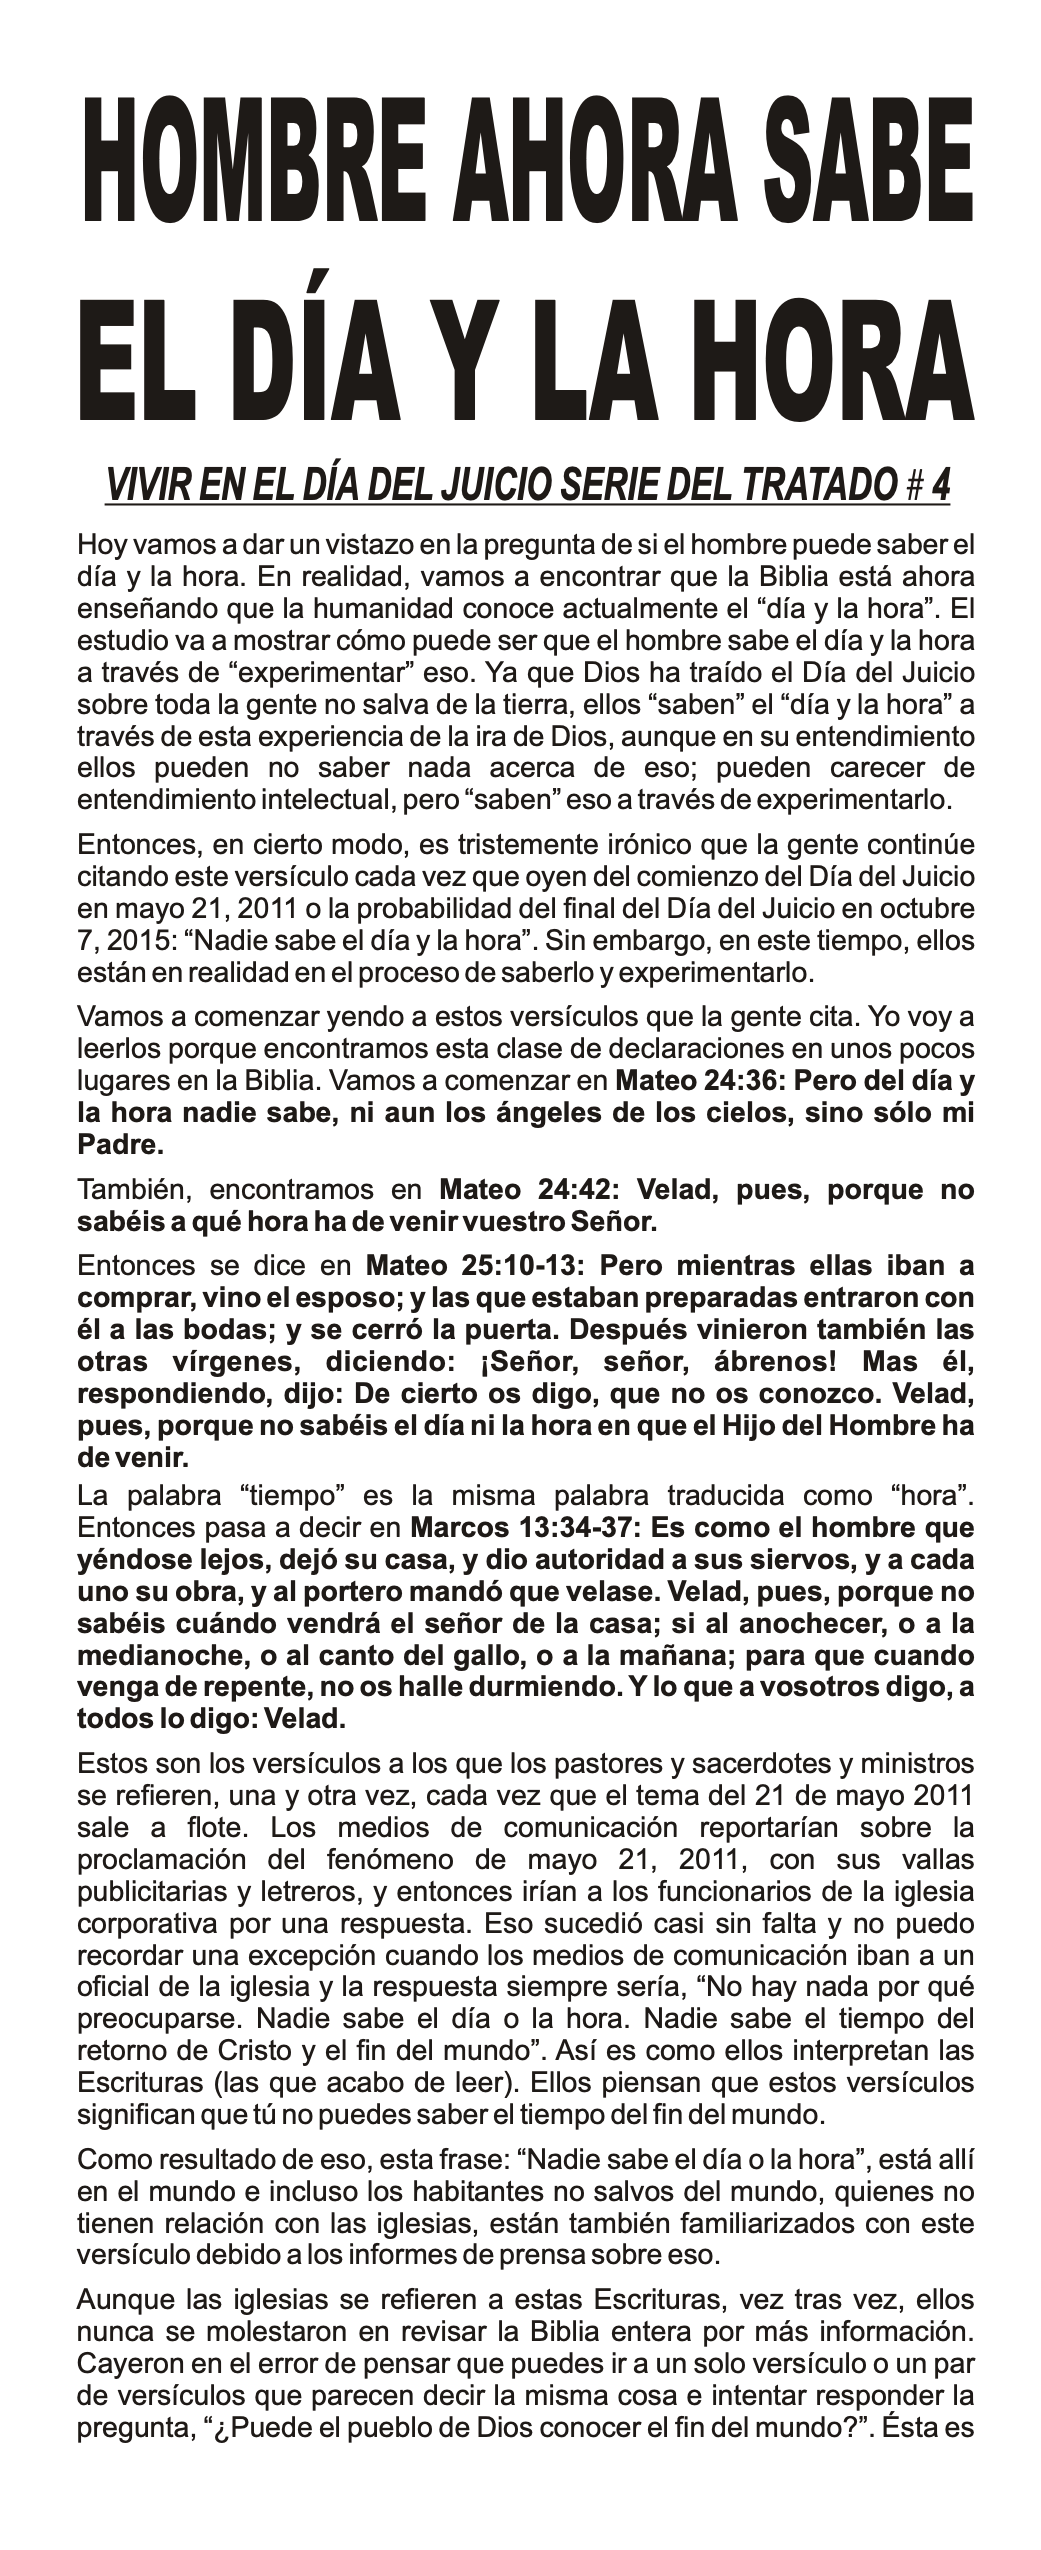 HOMBRE AHORA SABE
EL DÍA Y LA HORA
VIVIR EN EL DÍA DEL JUICIO SERIE DEL TRATADO # 4
Hoy vamos a dar un vistazo en la pregunta de si el hombre puede saber el
día y la hora. En realidad, vamos a encontrar que la Biblia está ahora
enseñando que la humanidad conoce actualmente el “día y la hora”. El
estudio va a mostrar cómo puede ser que el hombre sabe el día y la hora
a través de “experimentar” eso. Ya que Dios ha traído el Día del Juicio
sobre toda la gente no salva de la tierra, ellos “saben” el “día y la hora” a
través de esta experiencia de la ira de Dios, aunque en su entendimiento
ellos pueden no saber nada acerca de eso; pueden carecer de
entendimiento intelectual, pero “saben” eso a través de experimentarlo.
Entonces, en cierto modo, es tristemente irónico que la gente continúe
citando este versículo cada vez que oyen del comienzo del Día del Juicio
en mayo 21, 2011 o la probabilidad del final del Día del Juicio en octubre
7, 2015: “Nadie sabe el día y la hora”. Sin embargo, en este tiempo, ellos
están en realidad en el proceso de saberlo y experimentarlo.
Vamos a comenzar yendo a estos versículos que la gente cita. Yo voy a
leerlos porque encontramos esta clase de declaraciones en unos pocos
lugares en la Biblia. Vamos a comenzar en Mateo 24:36: Pero del día y
la hora nadie sabe, ni aun los ángeles de los cielos, sino sólo mi
Padre.
También, encontramos en Mateo 24:42: Velad, pues, porque no
sabéis a qué hora ha de venir vuestro Señor.
Entonces se dice en Mateo 25:10-13: Pero mientras ellas iban a
comprar, vino el esposo; y las que estaban preparadas entraron con
él a las bodas; y se cerró la puerta. Después vinieron también las
otras vírgenes, diciendo: ¡Señor, señor, ábrenos! Mas él,
respondiendo, dijo: De cierto os digo, que no os conozco. Velad,
pues, porque no sabéis el día ni la hora en que el Hijo del Hombre ha
de venir.
La palabra “tiempo” es la misma palabra traducida como “hora”.
Entonces pasa a decir en Marcos 13:34-37: Es como el hombre que
yéndose lejos, dejó su casa, y dio autoridad a sus siervos, y a cada
uno su obra, y al portero mandó que velase. Velad, pues, porque no
sabéis cuándo vendrá el señor de la casa; si al anochecer, o a la
medianoche, o al canto del gallo, o a la mañana; para que cuando
venga de repente, no os halle durmiendo. Y lo que a vosotros digo, a
todos lo digo: Velad.
Estos son los versículos a los que los pastores y sacerdotes y ministros
se refieren, una y otra vez, cada vez que el tema del 21 de mayo 2011
sale a flote. Los medios de comunicación reportarían sobre la
proclamación del fenómeno de mayo 21, 2011, con sus vallas
publicitarias y letreros, y entonces irían a los funcionarios de la iglesia
corporativa por una respuesta. Eso sucedió casi sin falta y no puedo
recordar una excepción cuando los medios de comunicación iban a un
oficial de la iglesia y la respuesta siempre sería, “No hay nada por qué
preocuparse. Nadie sabe el día o la hora. Nadie sabe el tiempo del
retorno de Cristo y el fin del mundo”. Así es como ellos interpretan las
Escrituras (las que acabo de leer). Ellos piensan que estos versículos
significan que tú no puedes saber el tiempo del fin del mundo.
Como resultado de eso, esta frase: “Nadie sabe el día o la hora”, está allí
en el mundo e incluso los habitantes no salvos del mundo, quienes no
tienen relación con las iglesias, están también familiarizados con este
versículo debido a los informes de prensa sobre eso.
Aunque las iglesias se refieren a estas Escrituras, vez tras vez, ellos
nunca se molestaron en revisar la Biblia entera por más información.
Cayeron en el error de pensar que puedes ir a un solo versículo o un par
de versículos que parecen decir la misma cosa e intentar responder la
pregunta, “¿Puede el pueblo de Dios conocer el fin del mundo?”. Ésta es